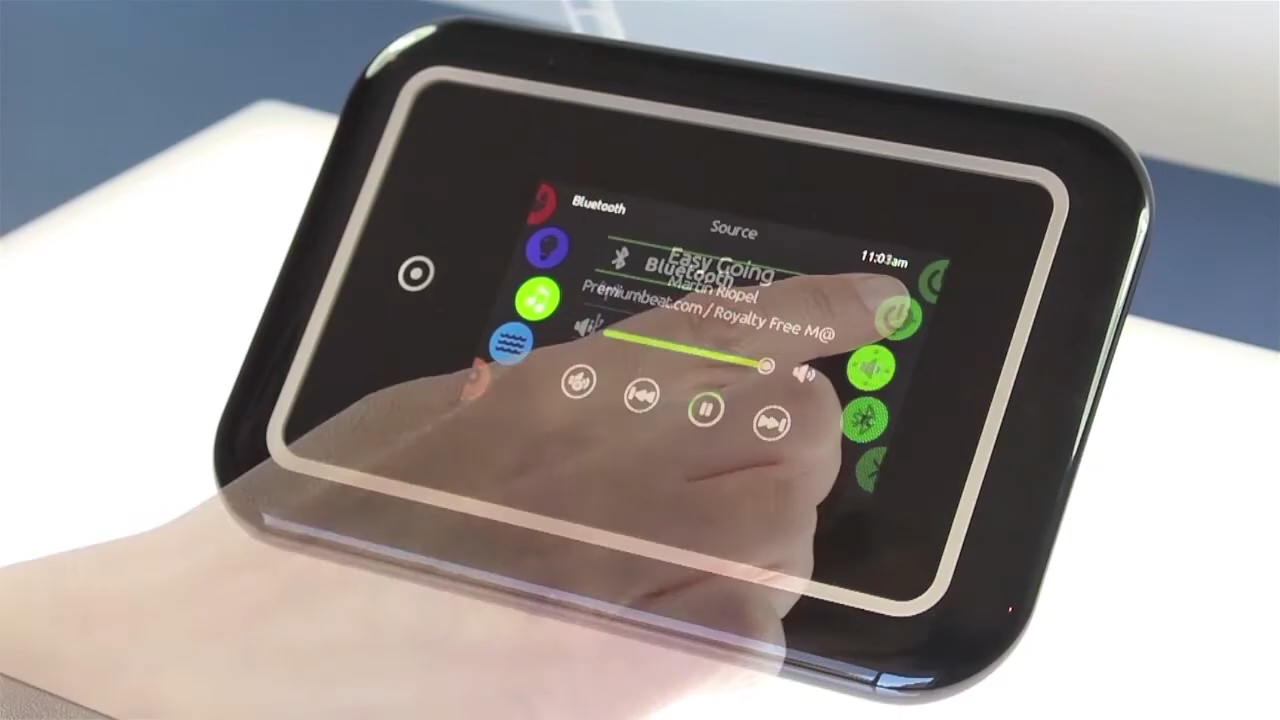 Bluetooth
Source
11:03am
Easy Going
Bluetooth
Martin Riopel
Premiumbeat.com / Royalty Free M@